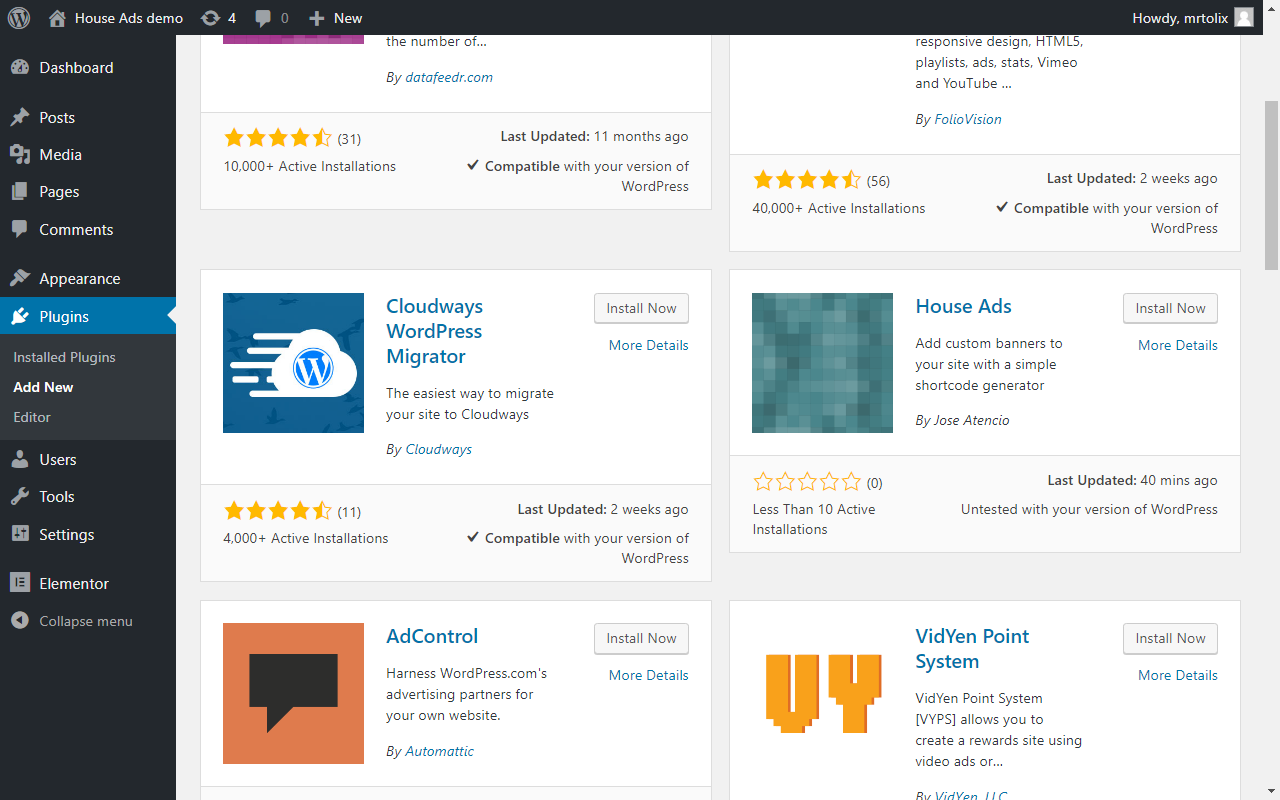 House Ads demo
4
0
New
Howdy, mrtolix
Dashboard
Posts
Media
Pages
Comments
Appearance
Plugins
Installed Plugins
Add New
Editor
Users
Tools
Settings
Elementor
Collapse menu
the number of...
By datafeedr.com
(31)
10,000+ Active Installations
Last Updated: 11 months ago
Compatible with your version of
WordPress
responsive design, HTML5,
playlists, ads, stats, Vimeo
and YouTube ...
By FolioVision
(56)
40,000+ Active Installations
Last Updated: 2 weeks ago
Compatible with your version of
WordPress
Cloudways
WordPress
Migrator
Install Now
More Details
The easiest way to migrate
your site to Cloudways
By Cloudways
(11)
4,000+ Active Installations
Last Updated: 2 weeks ago
Compatible with your version of
WordPress
House Ads
Install Now
More Details
Add custom banners to
your site with a simple
shortcode generator
By Jose Atencio
(0)
Less Than 10 Active
Installations
Last Updated: 40 mins ago
Untested with your version of WordPress
AdControl
Install Now
More Details
Harness WordPress.com's
advertising partners for
your own website.
By Automattic
VY
VidYen Point
System
Install Now
More Details
VidYen Point System
[VYPS] allows you to
create a rewards site using
video ads or...
By VidYen, LLC